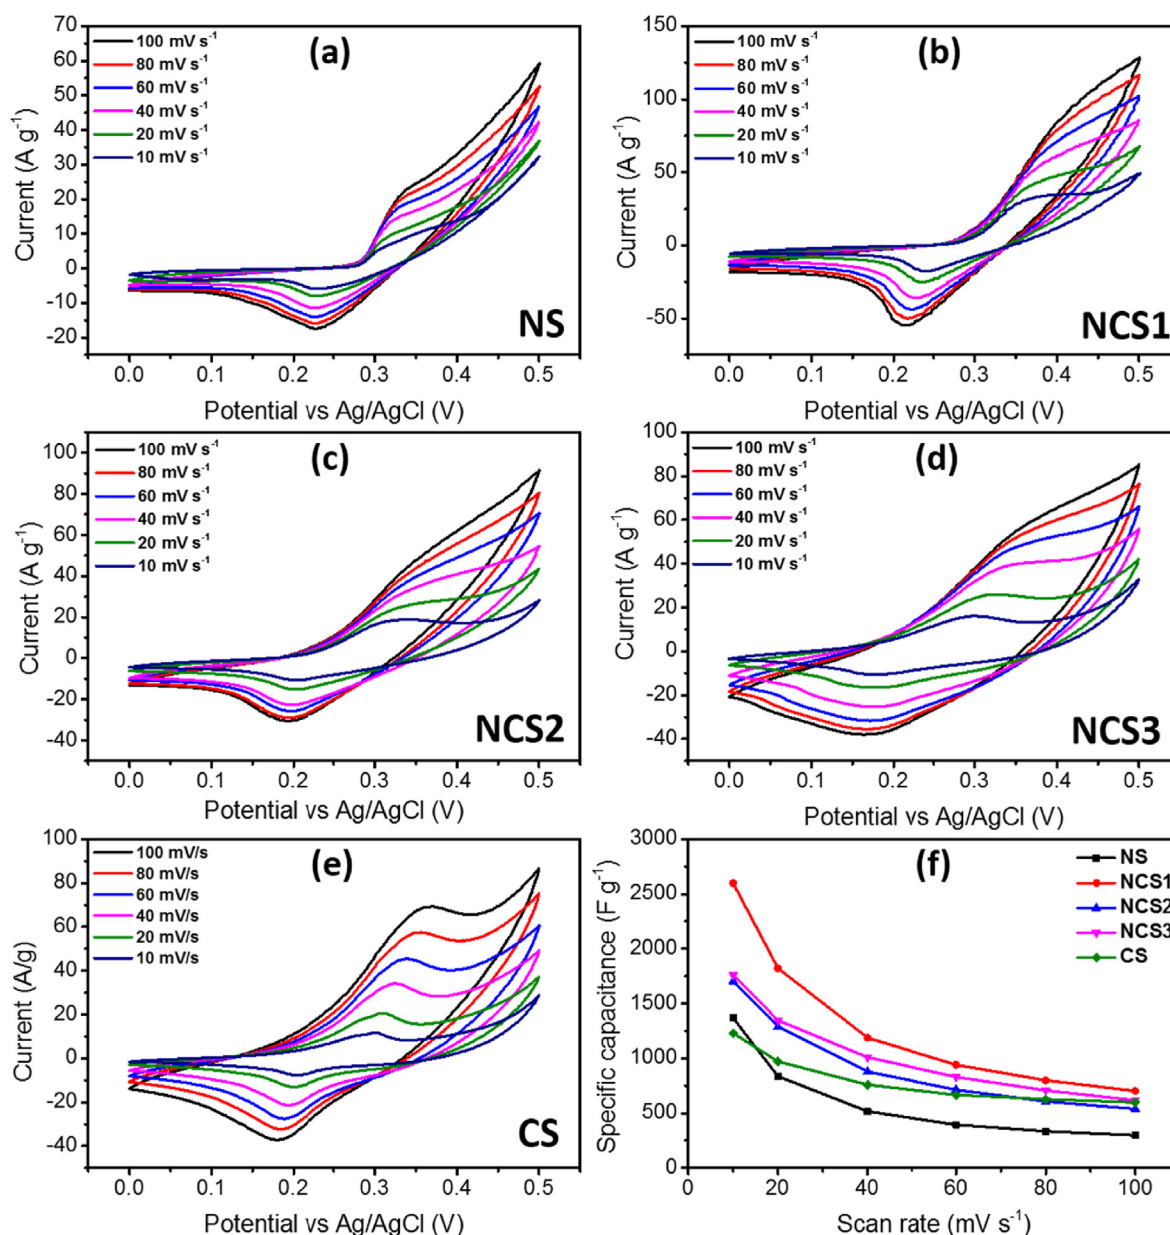 (a)
100 mV s⁻¹
80 mV s⁻¹
60 mV s⁻¹
40 mV s⁻¹
20 mV s⁻¹
10 mV s⁻¹
70
60
50
40
30
20
10
0
-10
-20
Current (A g⁻¹)
NS
0.0 0.1 0.2 0.3 0.4 0.5
Potential vs Ag/AgCl (V)
(b)
100 mV s⁻¹
80 mV s⁻¹
60 mV s⁻¹
40 mV s⁻¹
20 mV s⁻¹
10 mV s⁻¹
150
100
50
0
-50
Current (A g⁻¹)
NCS1
0.0 0.1 0.2 0.3 0.4 0.5
Potential vs Ag/AgCl (V)
(c)
100 mV s⁻¹
80 mV s⁻¹
60 mV s⁻¹
40 mV s⁻¹
20 mV s⁻¹
10 mV s⁻¹
100
80
60
40
20
0
-20
-40
Current (A g⁻¹)
NCS2
0.0 0.1 0.2 0.3 0.4 0.5
Potential vs Ag/AgCl (V)
(d)
100 mV s⁻¹
80 mV s⁻¹
60 mV s⁻¹
40 mV s⁻¹
20 mV s⁻¹
10 mV s⁻¹
100
80
60
40
20
0
-20
-40
Current (A g⁻¹)
NCS3
0.0 0.1 0.2 0.3 0.4 0.5
Potential vs Ag/AgCl (V)
(e)
100 mV/s
80 mV/s
60 mV/s
40 mV/s
20 mV/s
10 mV/s
100
80
60
40
20
0
-20
-40
Current (A/g)
CS
0.0 0.1 0.2 0.3 0.4 0.5
Potential vs Ag/AgCl (V)
(f)
NS
NCS1
NCS2
NCS3
CS
3000
2500
2000
1500
1000
500
0
Specific capacitance (F g⁻¹)
0 20 40 60 80 100
Scan rate (mV s⁻¹)